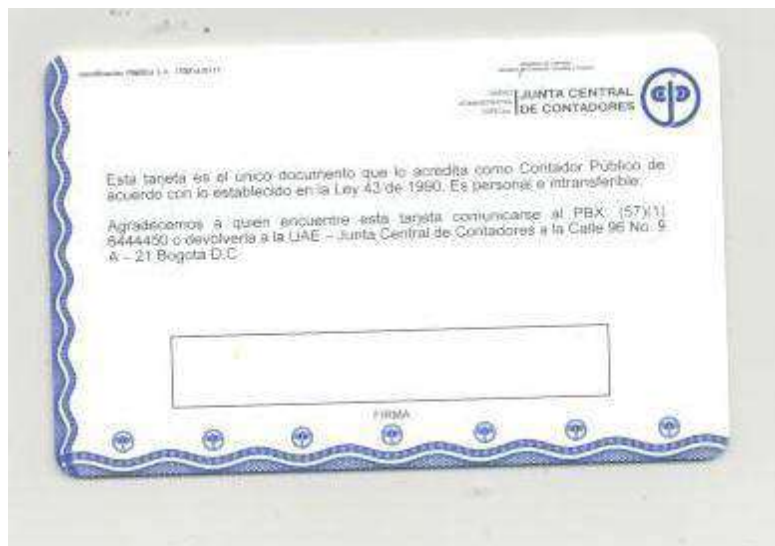 JUNTA CENTRAL
DE CONTADORES
Esta tarjeta es el único documento que lo acredita como Contador Público de
acuerdo con lo establecido en la Ley 43 de 1990. Es personal e intransferible.
Agradecemos a quien encuentre esta tarjeta comunicarse al PBX: (57)(1)
6444450 o devolverla a la UAE – Junta Central de Contadores a la Calle 96 No. 9
A – 21 Bogotá D.C
FIRMA